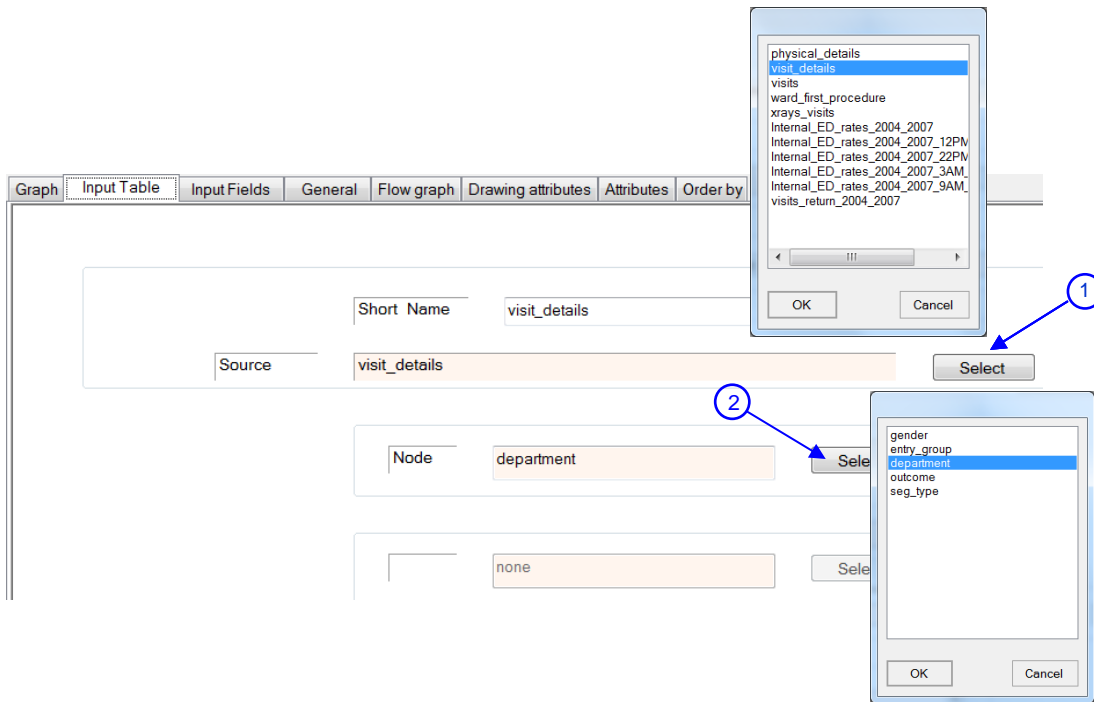 physical_details
visit_details
visits
ward_first_procedure
xrays_visits
Internal_ED_rates_2004_2007
Internal_ED_rates_2004_2007_12PM
Internal_ED_rates_2004_2007_22PM
Internal_ED_rates_2004_2007_3AM_
Internal_ED_rates_2004_2007_9AM_
visits_return_2004_2007
OK Cancel
Graph Input Table Input Fields General Flow graph Drawing attributes Attributes Order by
Short Name visit_details
1
Source visit_details Select
2
Node department Sele
gender
entry_group
department
outcome
seg_type
none Sele
OK Cancel